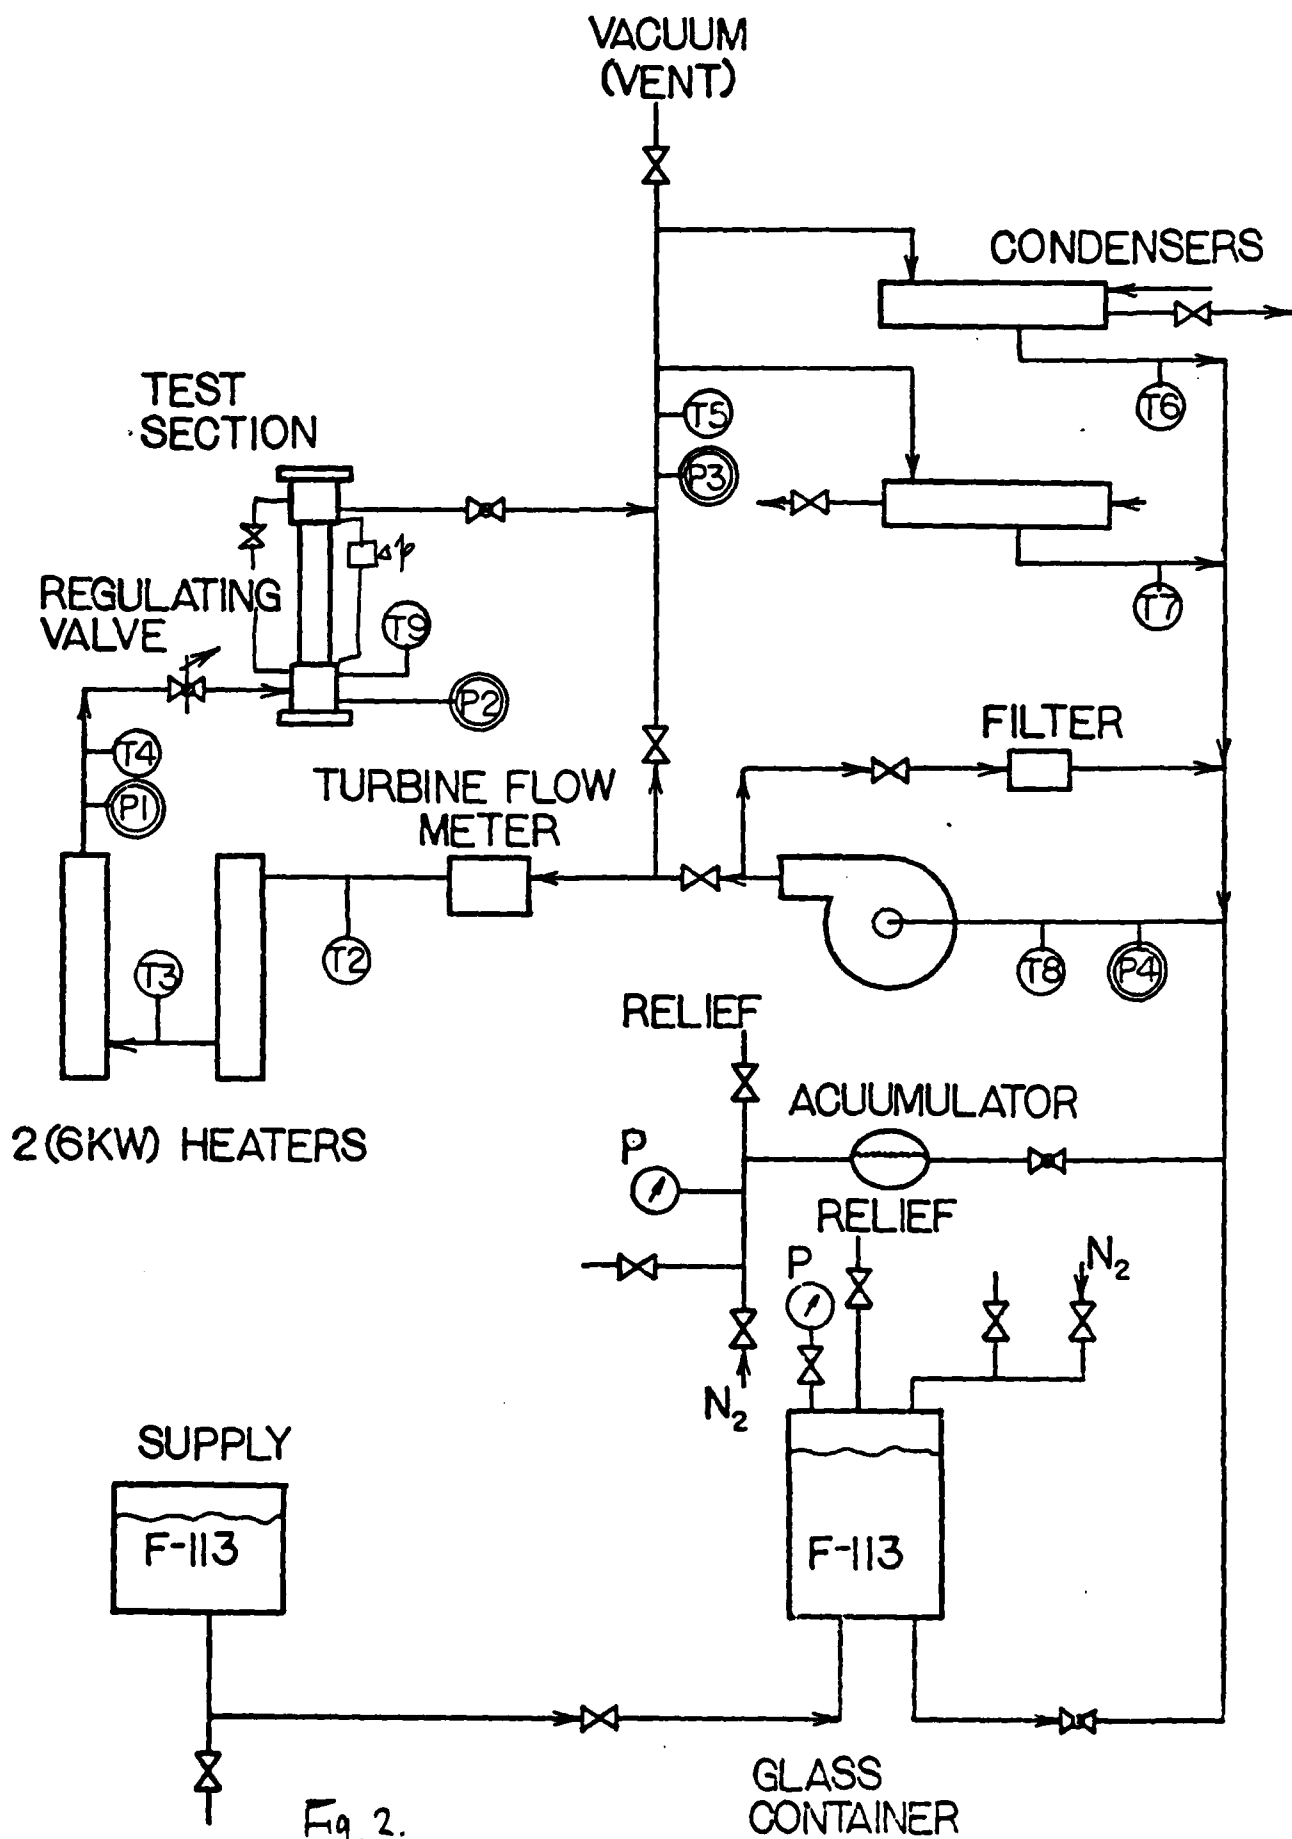 VACUUM
(VENT)
CONDENSERS
T6
TEST
SECTION
T5
P3
Δp
REGULATING
VALVE
T9
T7
P2
T4
P1
FILTER
TURBINE FLOW
METER
T2
T3
T8
P4
RELIEF
2(6KW) HEATERS
ACUUMULATOR
P
RELIEF
P
N2
N2
SUPPLY
F-113
F-113
GLASS
CONTAINER
Fig 2.